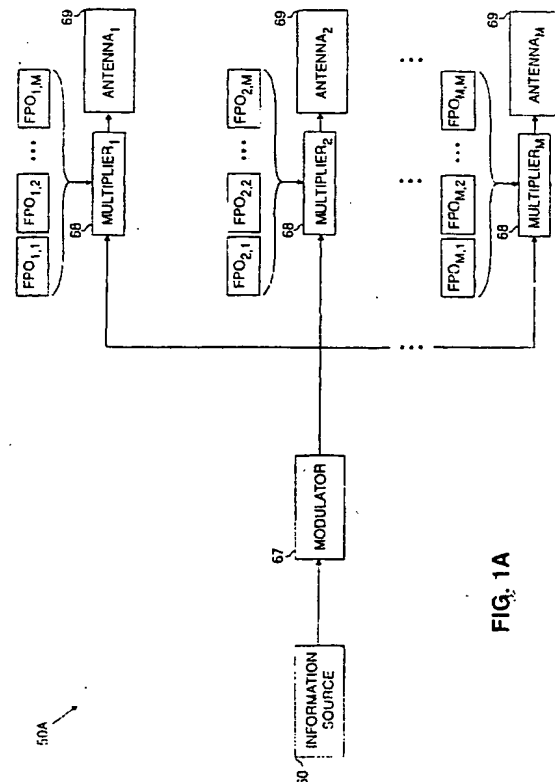 50A
60
INFORMATION
SOURCE
67
MODULATOR
FPO1,1
FPO1,2
...
FPO1,M
68
MULTIPLIER1
69
ANTENNA1
FPO2,1
FPO2,2
...
FPO2,M
68
MULTIPLIER2
69
ANTENNA2
...
...
...
FPOM,1
FPOM,2
...
FPOM,M
68
MULTIPLIERM
69
ANTENNAM
FIG. 1A